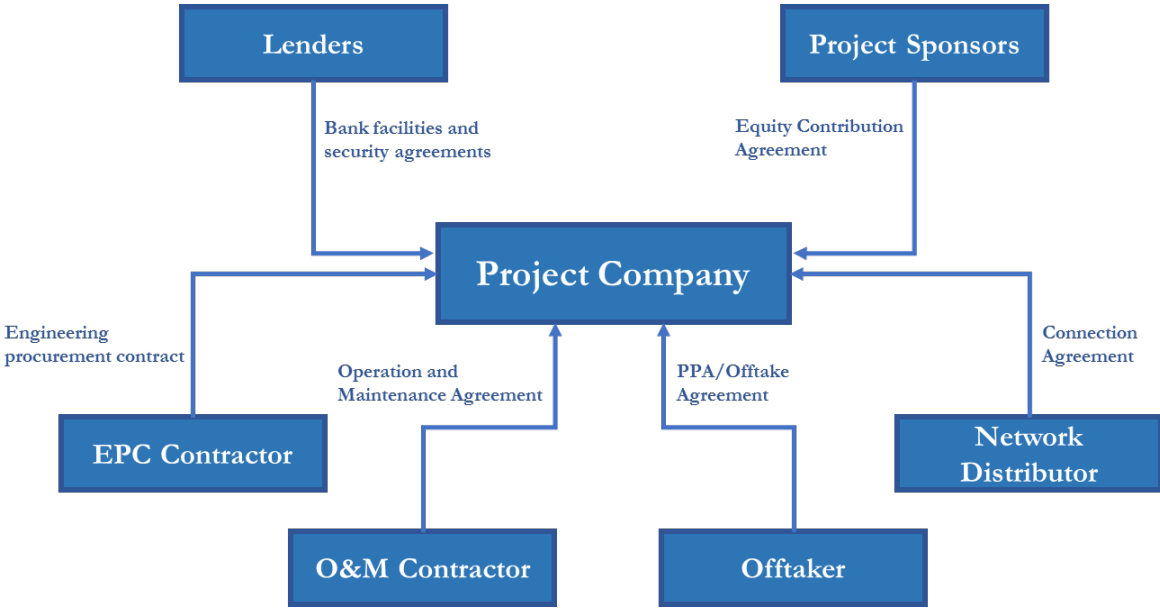 Lenders
Project Sponsors
Bank facilities and
security agreements
Equity Contribution
Agreement
Project Company
Engineering
procurement contract
Connection
Agreement
Operation and
Maintenance Agreement
PPA/Offtake
Agreement
EPC Contractor
Network
Distributor
O&M Contractor
Offtaker